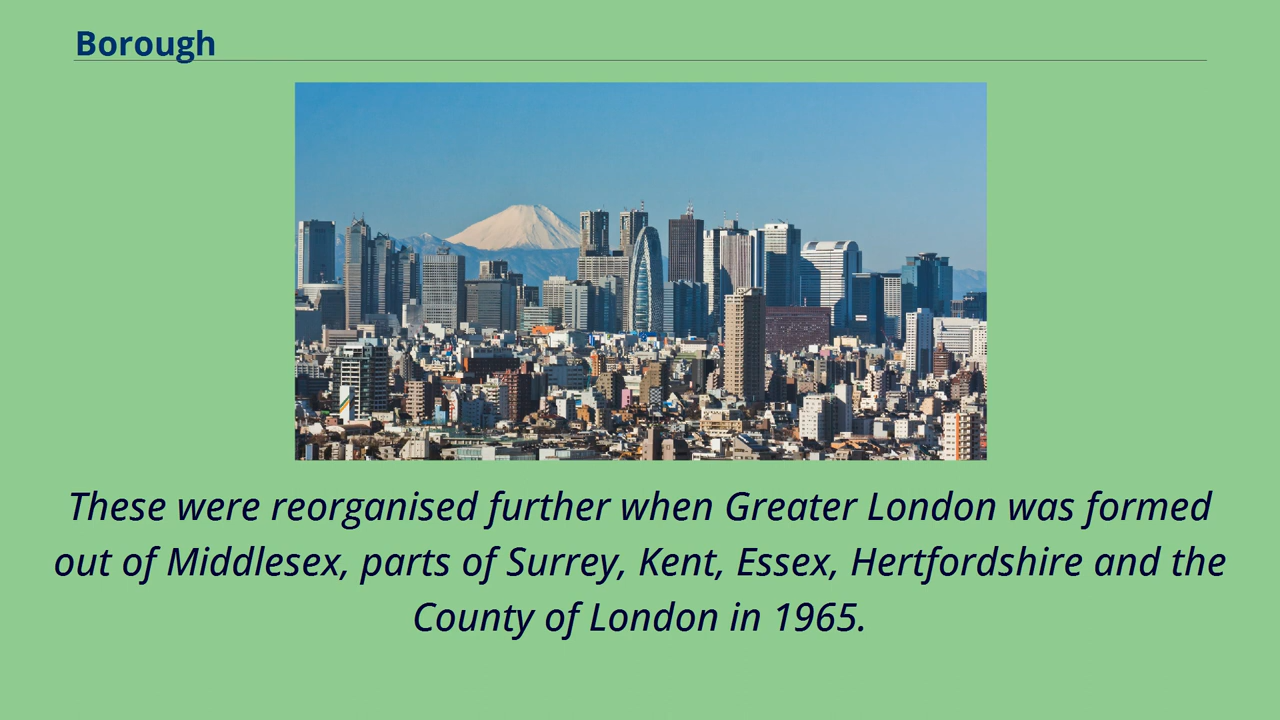 Borough
These were reorganised further when Greater London was formed
out of Middlesex, parts of Surrey, Kent, Essex, Hertfordshire and the
County of London in 1965.